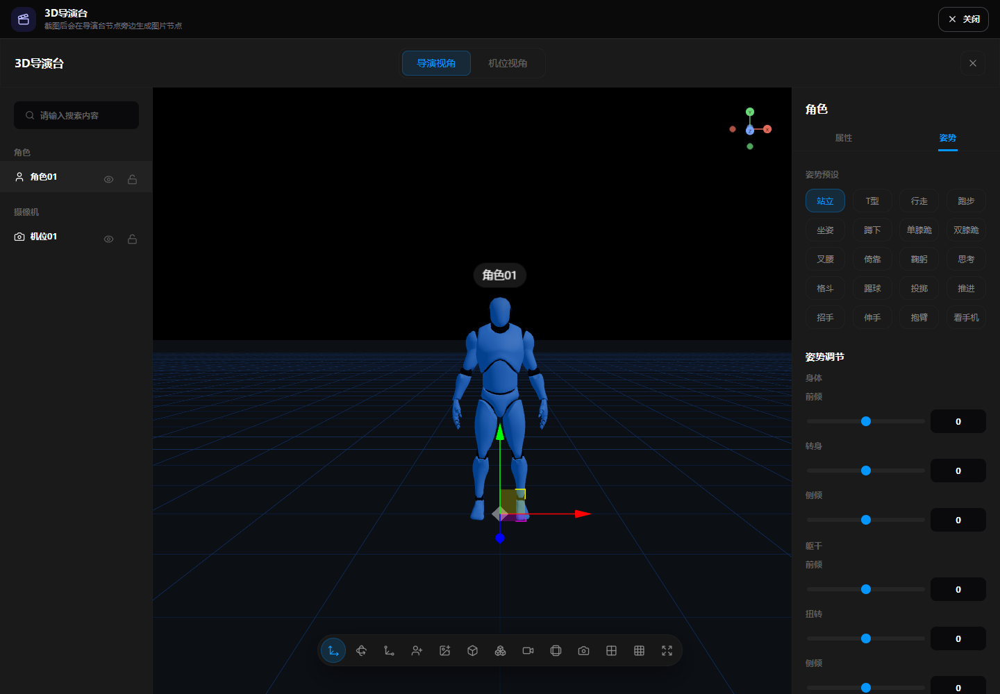 3D导演台
截图后会在导演台节点旁边生成图片节点
关闭
3D导演台
导演视角
机位视角
请输入搜索内容
角色
角色01
摄像机
机位01
角色01
Y
X
Z
角色
属性
姿势
姿势预设
站立
T型
行走
跑步
坐姿
蹲下
单膝跪
双膝跪
叉腰
倚靠
鞠躬
思考
格斗
踢球
投掷
推进
招手
伸手
抱臂
看手机
姿势调节
身体
前倾
0
转身
0
侧倾
0
躯干
前倾
0
扭转
0
侧倾
0